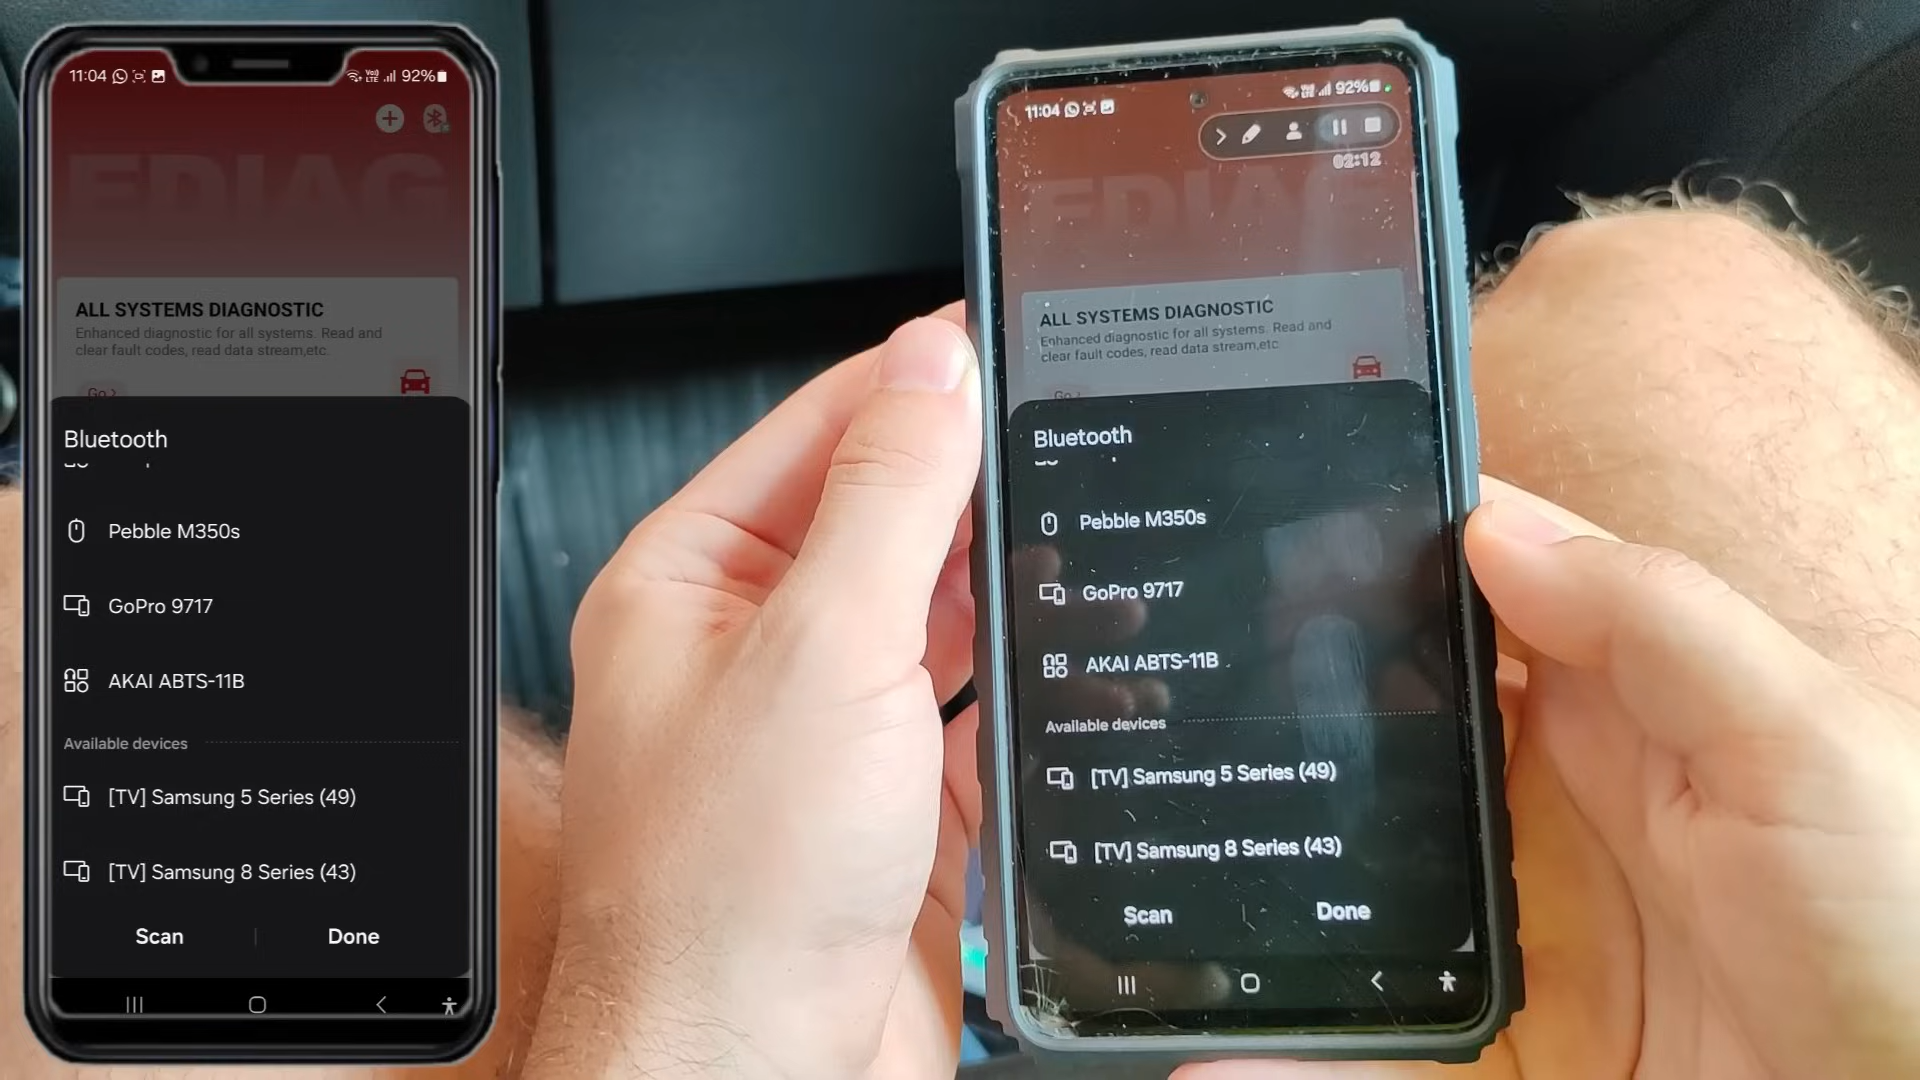 11:04
92%
EDIAG
ALL SYSTEMS DIAGNOSTIC
Enhanced diagnostic for all systems. Read and
clear fault codes, read data stream,etc.
Go
Bluetooth
Pebble M350s
GoPro 9717
AKAI ABTS-11B
Available devices
[TV] Samsung 5 Series (49)
[TV] Samsung 8 Series (43)
Scan
Done
11:04
92%
02:12
EDIAG
ALL SYSTEMS DIAGNOSTIC
Enhanced diagnostic for all systems. Read and
clear fault codes, read data stream,etc
Go
Bluetooth
Pebble M350s
GoPro 9717
AKAI ABTS-11B
Available devices
[TV] Samsung 5 Series (49)
[TV] Samsung 8 Series (43)
Scan
Done